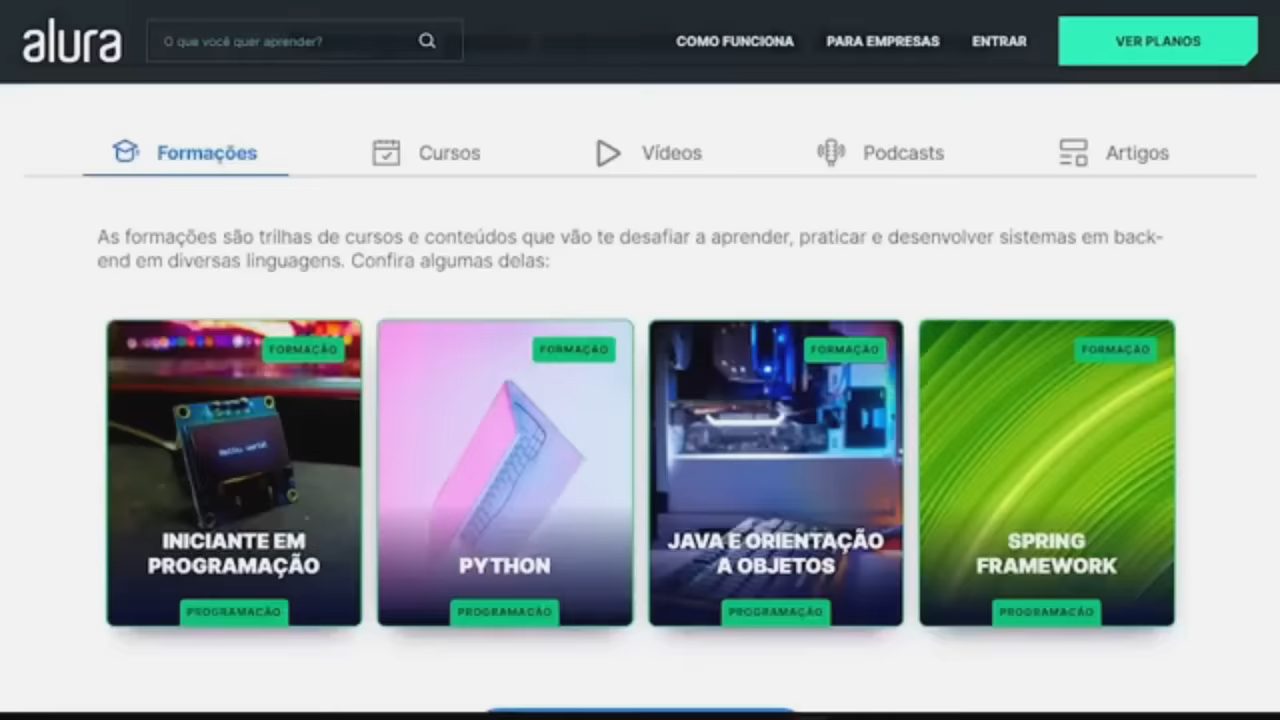 alura
O que você quer aprender?
COMO FUNCIONA
PARA EMPRESAS
ENTRAR
VER PLANOS
Formações
Cursos
Vídeos
Podcasts
Artigos
As formações são trilhas de cursos e conteúdos que vão te desafiar a aprender, praticar e desenvolver sistemas em back-
end em diversas linguagens. Confira algumas delas:
FORMAÇÃO
INICIANTE EM
PROGRAMAÇÃO
PROGRAMAÇÃO
FORMAÇÃO
PYTHON
PROGRAMAÇÃO
FORMAÇÃO
JAVA E ORIENTAÇÃO
A OBJETOS
PROGRAMAÇÃO
FORMAÇÃO
SPRING
FRAMEWORK
PROGRAMAÇÃO